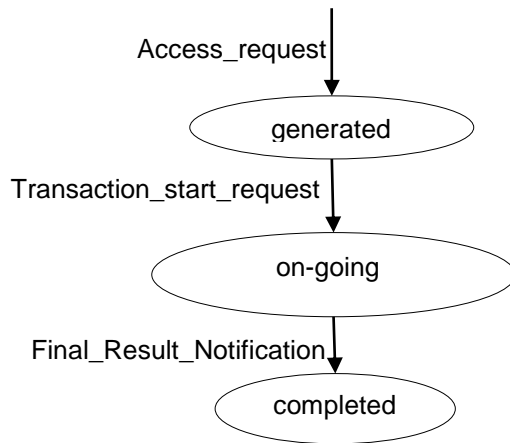 Access_request
generated
Transaction_start_request
on-going
Final_Result_Notification
completed